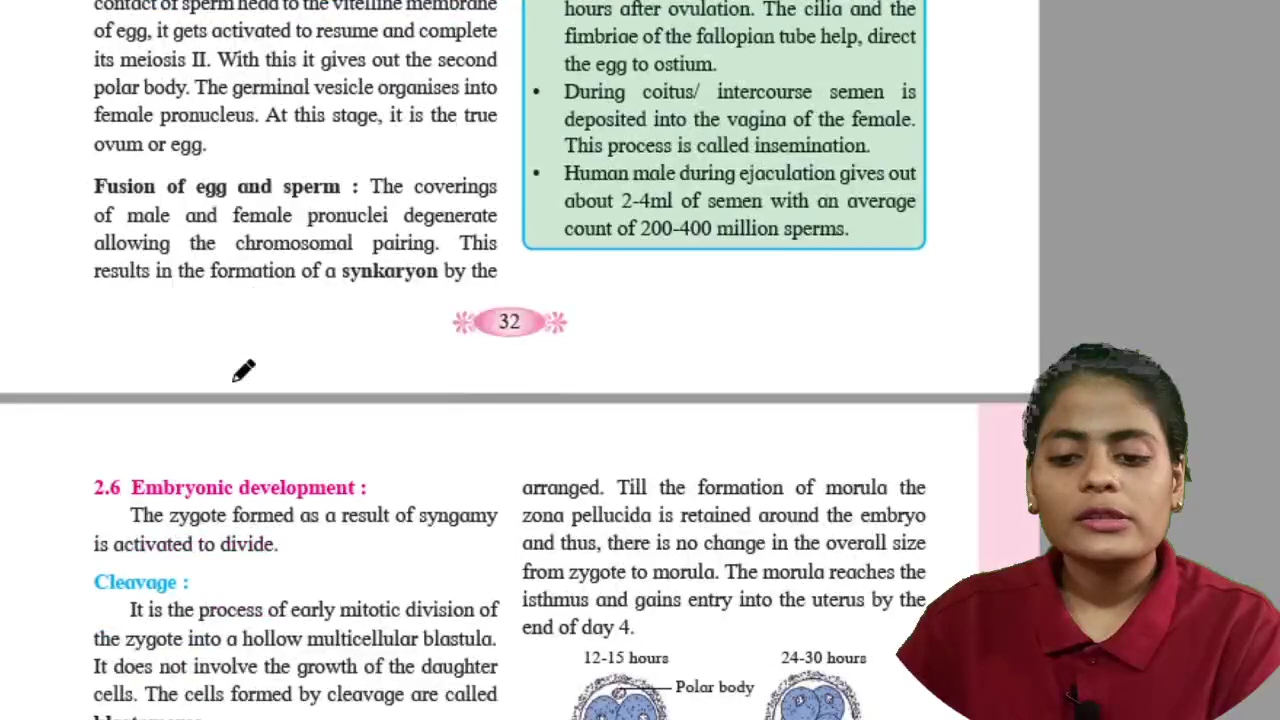 contact of sperm head to the vitelline membrane
of egg, it gets activated to resume and complete
its meiosis II. With this it gives out the second
polar body. The germinal vesicle organises into
female pronucleus. At this stage, it is the true
ovum or egg.
Fusion of egg and sperm : The coverings
of male and female pronuclei degenerate
allowing the chromosomal pairing. This
results in the formation of a synkaryon by the
hours after ovulation. The cilia and the
fimbriae of the fallopian tube help, direct
the egg to ostium.
• During coitus/ intercourse semen is
deposited into the vagina of the female.
This process is called insemination.
• Human male during ejaculation gives out
about 2-4ml of semen with an average
count of 200-400 million sperms.
32
2.6 Embryonic development :
The zygote formed as a result of syngamy
is activated to divide.
Cleavage :
It is the process of early mitotic division of
the zygote into a hollow multicellular blastula.
It does not involve the growth of the daughter
cells. The cells formed by cleavage are called
arranged. Till the formation of morula the
zona pellucida is retained around the embryo
and thus, there is no change in the overall size
from zygote to morula. The morula reaches the
isthmus and gains entry into the uterus by the
end of day 4.
12-15 hours
24-30 hours
Polar body